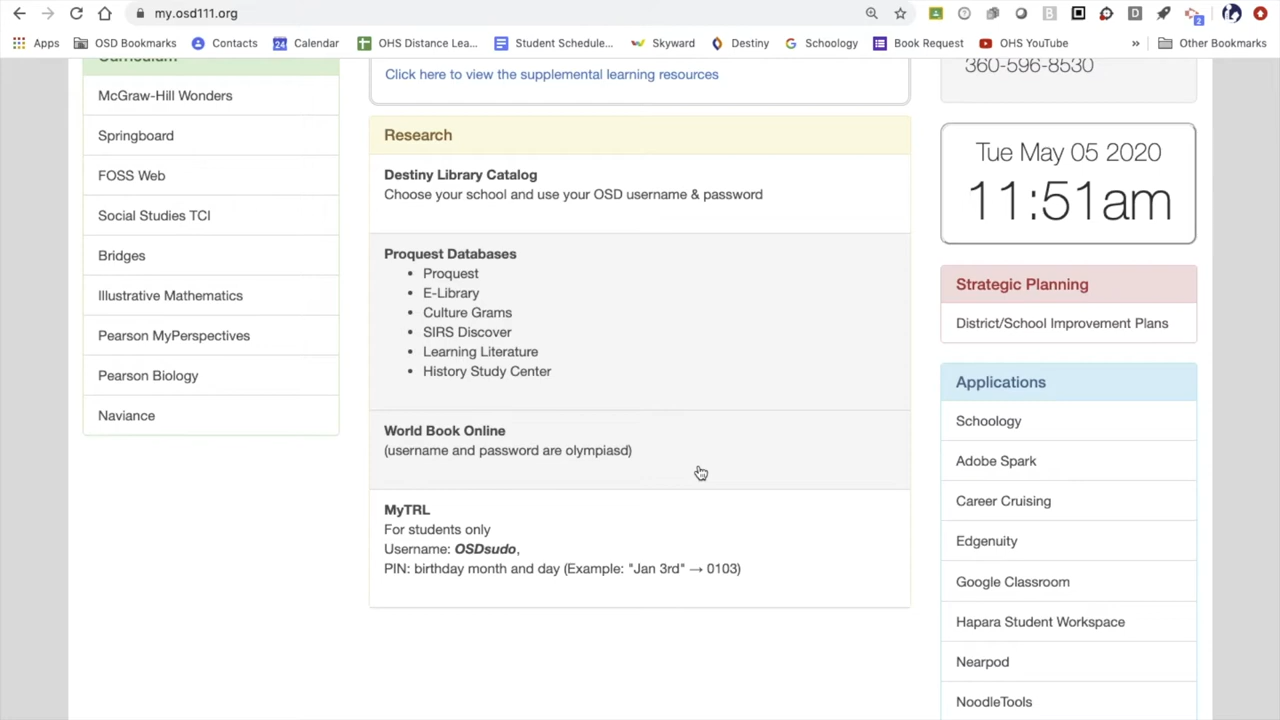 my.osd111.org
Apps
OSD Bookmarks
Contacts
Calendar
OHS Distance Lea...
Student Schedule...
Skyward
Destiny
Schoology
Book Request
OHS YouTube
»
Other Bookmarks
Curriculum
McGraw-Hill Wonders
Springboard
FOSS Web
Social Studies TCI
Bridges
Illustrative Mathematics
Pearson MyPerspectives
Pearson Biology
Naviance
Click here to view the supplemental learning resources
Research
Destiny Library Catalog
Choose your school and use your OSD username & password
Proquest Databases
• Proquest
• E-Library
• Culture Grams
• SIRS Discover
• Learning Literature
• History Study Center
World Book Online
(username and password are olympiasd)
MyTRL
For students only
Username: OSDsudo,
PIN: birthday month and day (Example: "Jan 3rd" → 0103)
360-596-8530
Tue May 05 2020
11:51am
Strategic Planning
District/School Improvement Plans
Applications
Schoology
Adobe Spark
Career Cruising
Edgenuity
Google Classroom
Hapara Student Workspace
Nearpod
NoodleTools